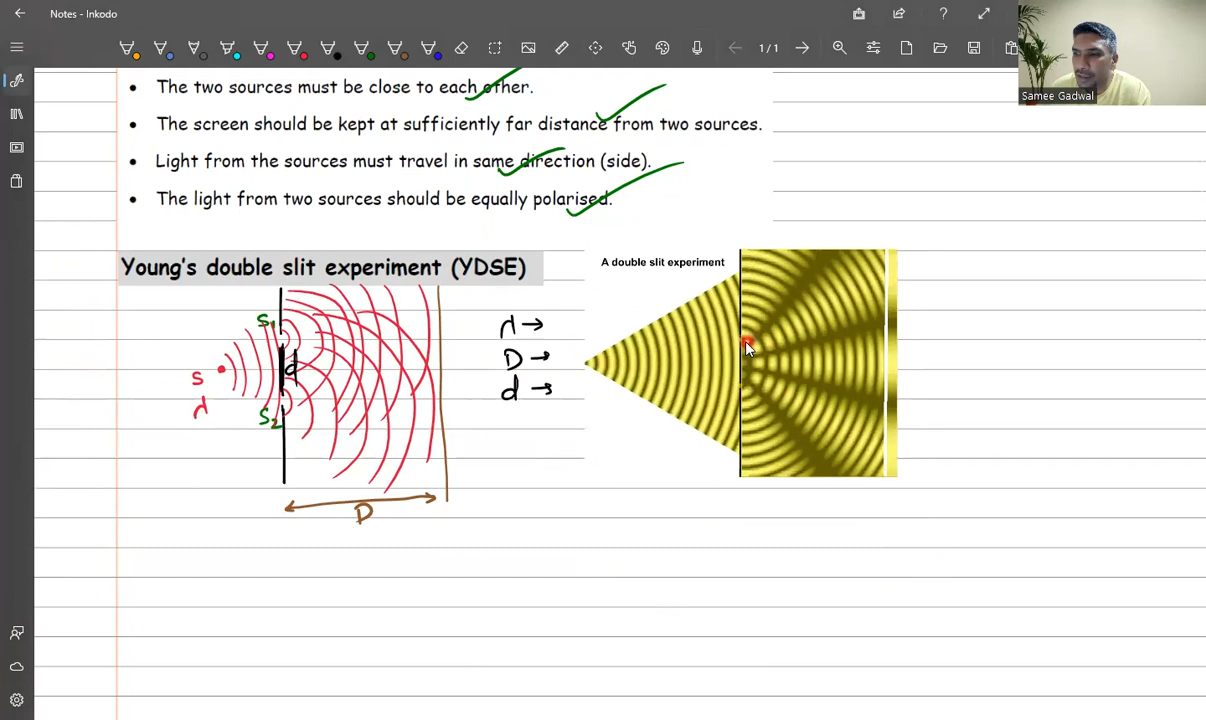 Notes - Inkodo
1/1
Samee Gadwal
• The two sources must be close to each other.
• The screen should be kept at sufficiently far distance from two sources.
• Light from the sources must travel in same direction (side).
• The light from two sources should be equally polarised.
Young's double slit experiment (YDSE)
A double slit experiment
S₁
S
λ
d
S₂
D
λ →
D →
d →